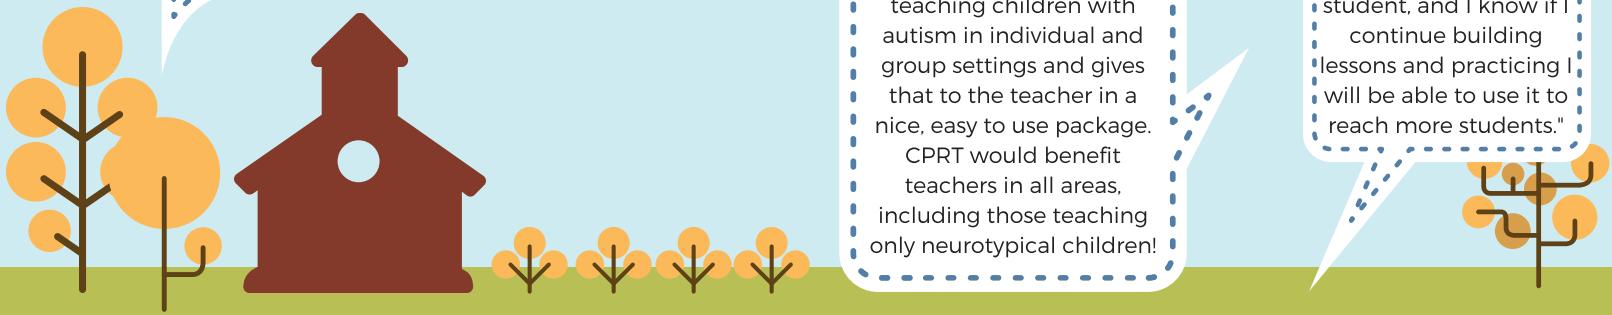 teaching children with
autism in individual and
group settings and gives
that to the teacher in a
nice, easy to use package.
CPRT would benefit
teachers in all areas,
including those teaching
only neurotypical children!
student, and I know if I
continue building
lessons and practicing I
will be able to use it to
reach more students."